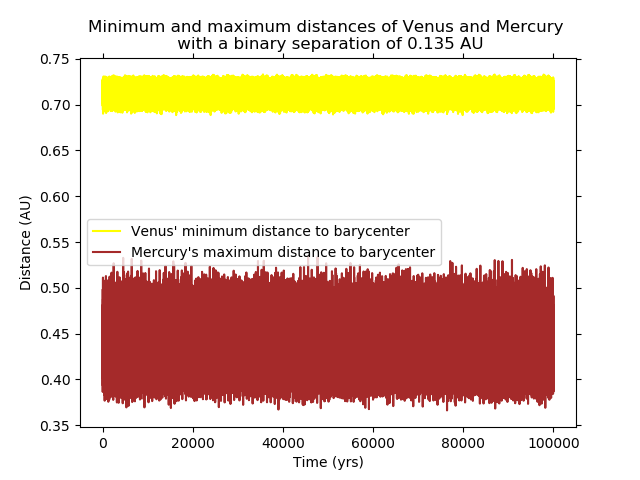 Minimum and maximum distances of Venus and Mercury
with a binary separation of 0.135 AU
0.75
0.70
0.65
0.60
0.55
0.50
0.45
0.40
0.35
Distance (AU)
Venus' minimum distance to barycenter
Mercury's maximum distance to barycenter
0 20000 40000 60000 80000 100000
Time (yrs)